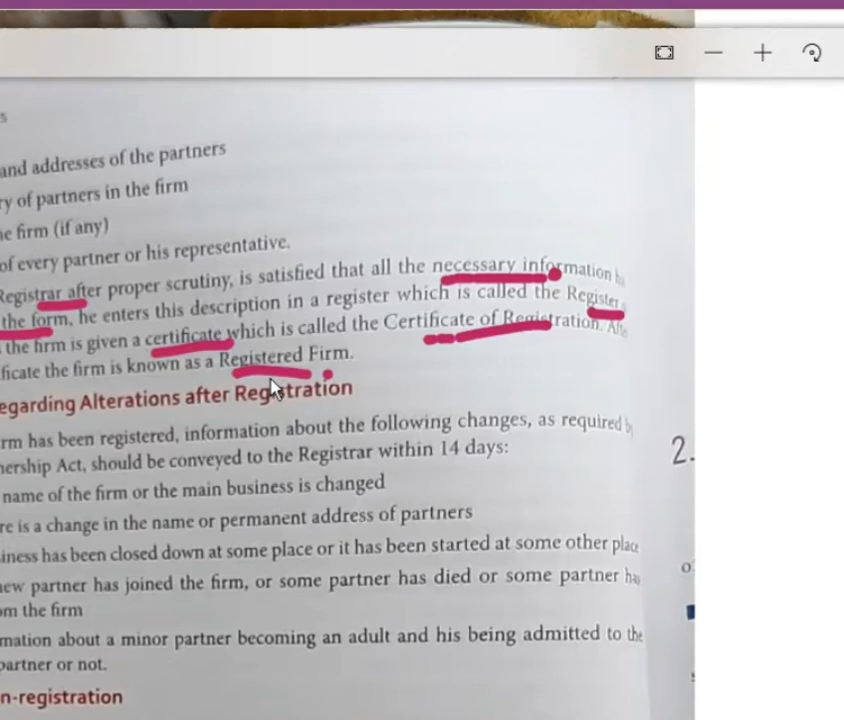 s
and addresses of the partners
ry of partners in the firm
he firm (if any)
of every partner or his representative.
Registrar after proper scrutiny, is satisfied that all the necessary information
the form, he enters this description in a register which is called the Register
the firm is given a certificate which is called the Certificate of Registration. Afte
ficate the firm is known as a Registered Firm.
egarding Alterations after Registration
rm has been registered, information about the following changes, as required by
nership Act, should be conveyed to the Registrar within 14 days:
name of the firm or the main business is changed
re is a change in the name or permanent address of partners
iness has been closed down at some place or it has been started at some other place
new partner has joined the firm, or some partner has died or some partner has
om the firm
mation about a minor partner becoming an adult and his being admitted to the
partner or not.
n-registration
2.
o